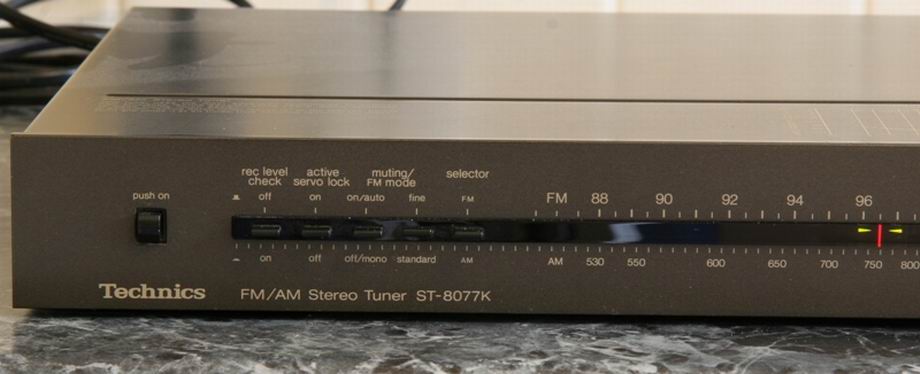 rec level check active servo lock muting/ FM mode selector
push on off on on/auto fine FM FM 88 90 92 94 96
on off off/mono standard AM AM 530 550 600 650 700 750 800
Technics FM/AM Stereo Tuner ST-8077K